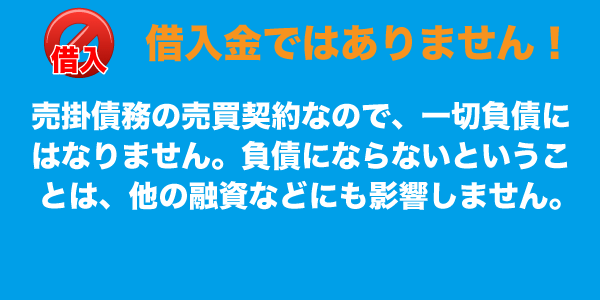 借入
借入金ではありません！
売掛債務の売買契約なので、一切負債に
はなりません。負債にならないというこ
とは、他の融資などにも影響しません。